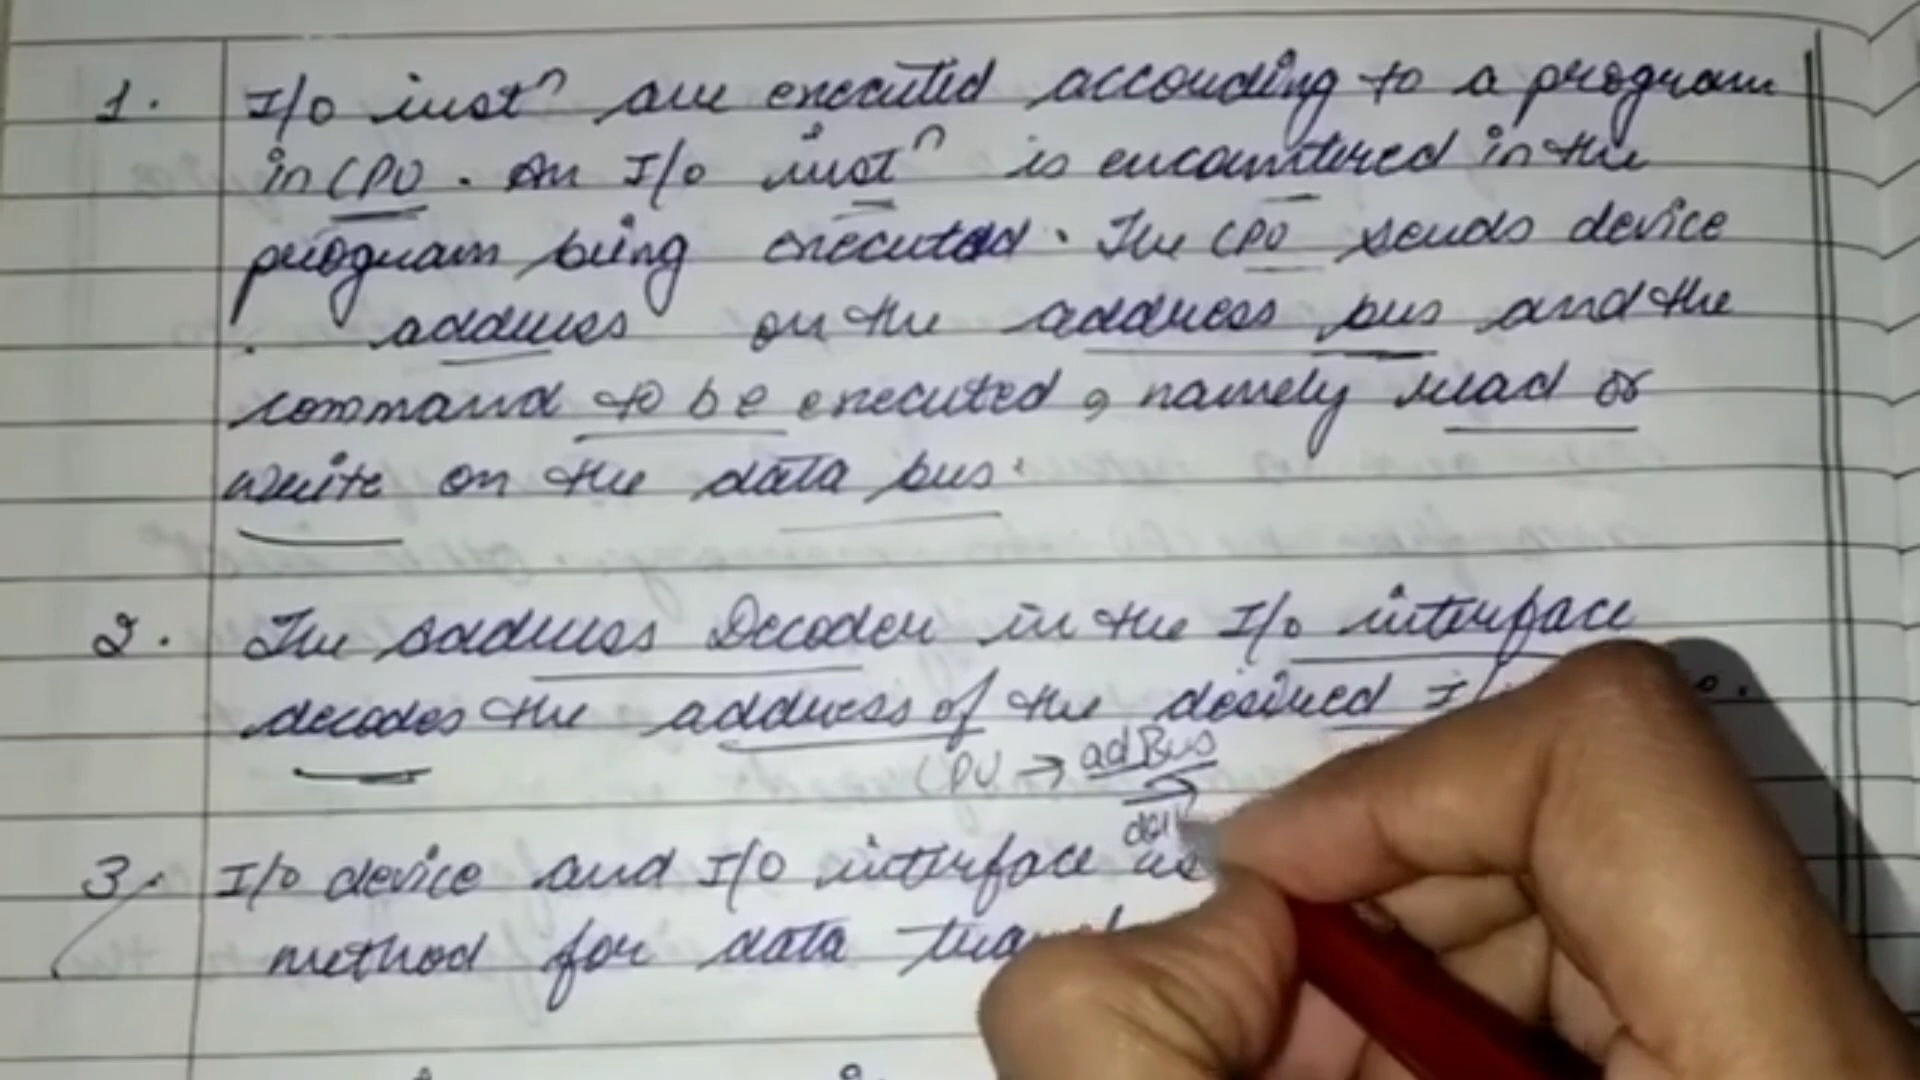 1. I/O instⁿ are executed according to a program
in CPU. An I/o instⁿ is encountered in the
program being executed. The CPU sends device
address on the address bus and the
command to be executed, namely read or
write on the data bus.
2. The address Decoder in the I/o interface
decodes the address of the desired
CPU → ad Bus
3. I/O device and I/O interface
method for data